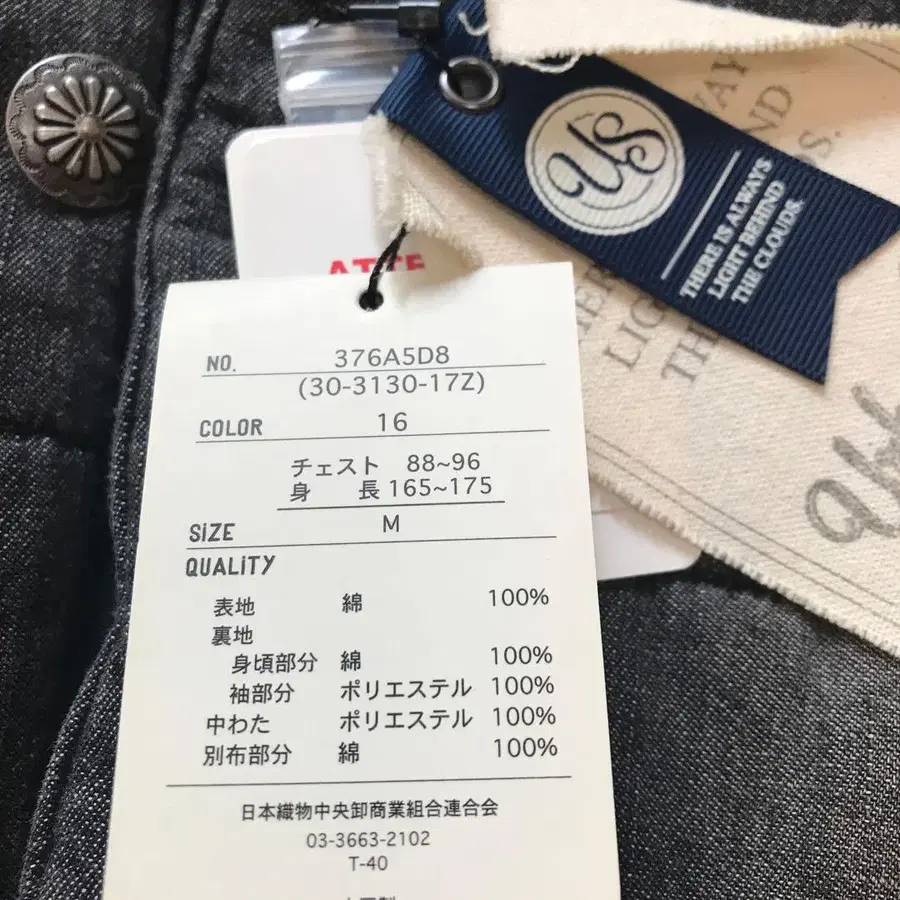 US
THERE IS ALWAYS
LIGHT BEHIND
THE CLOUDS.
NO. 376A5D8
(30-3130-17Z)
COLOR 16
チェスト 88~96
身 長 165~175
SiZE M
QUALiTY
表地 綿 100%
裏地
身頃部分 綿 100%
袖部分 ポリエステル 100%
中わた ポリエステル 100%
別布部分 綿 100%
日本織物中央卸商業組合連合会
03-3663-2102
T-40